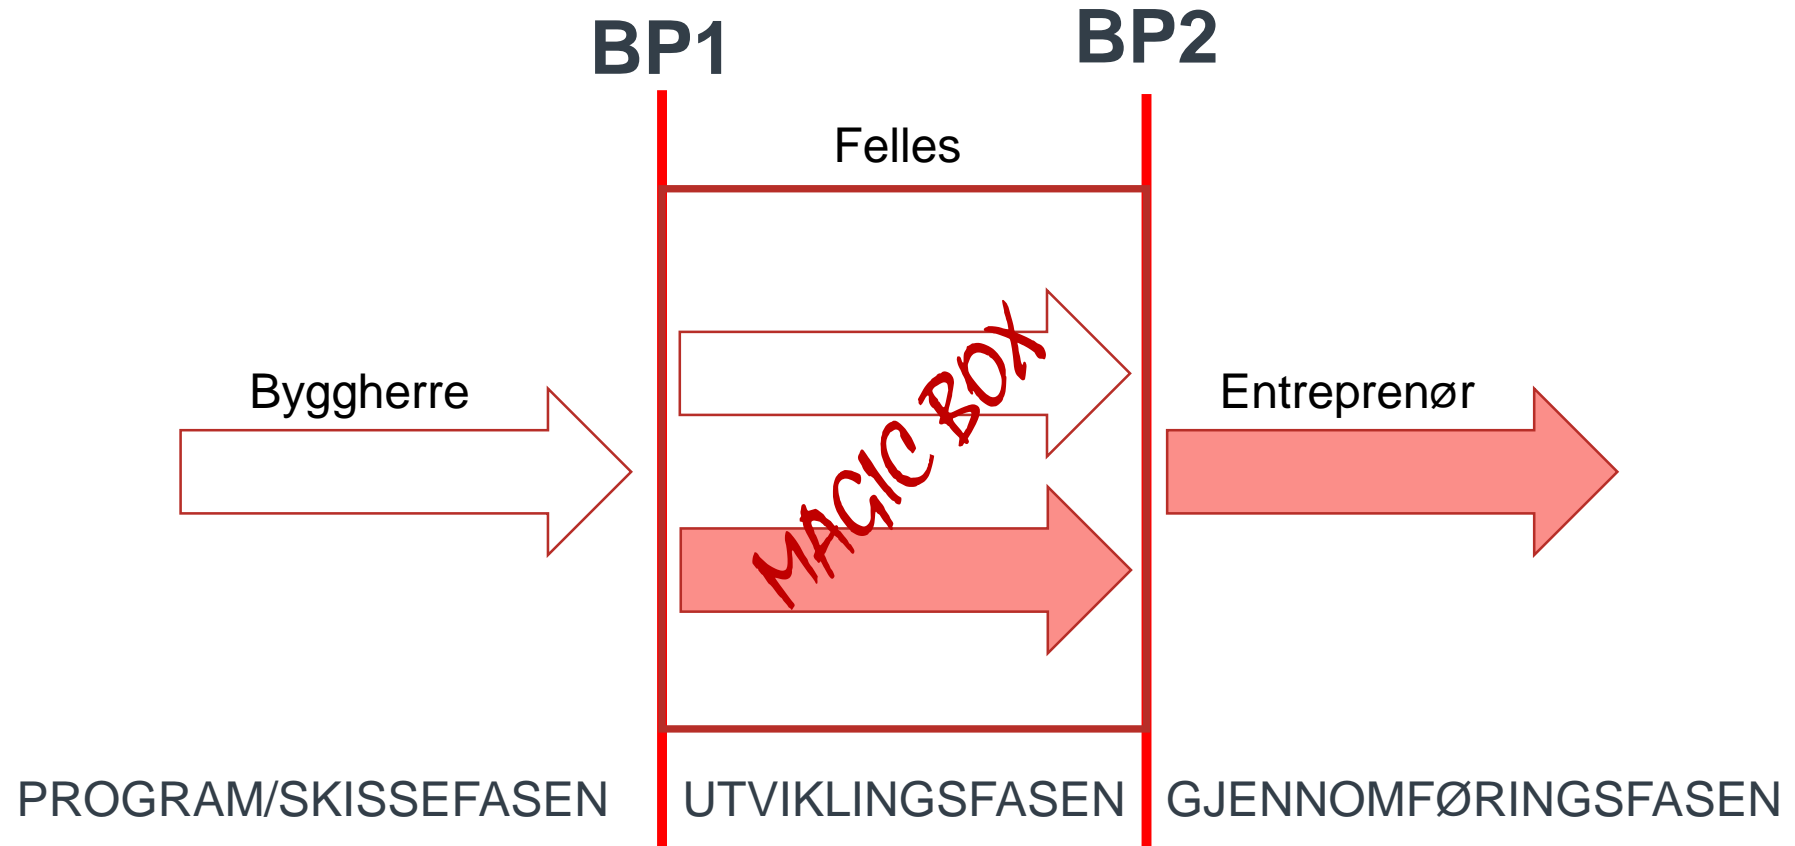 BP1
BP2
Felles
Byggherre
MAGIC BOX
Entreprenør
PROGRAM/SKISSEFASEN
UTVIKLINGSFASEN
GJENNOMFØRINGSFASEN